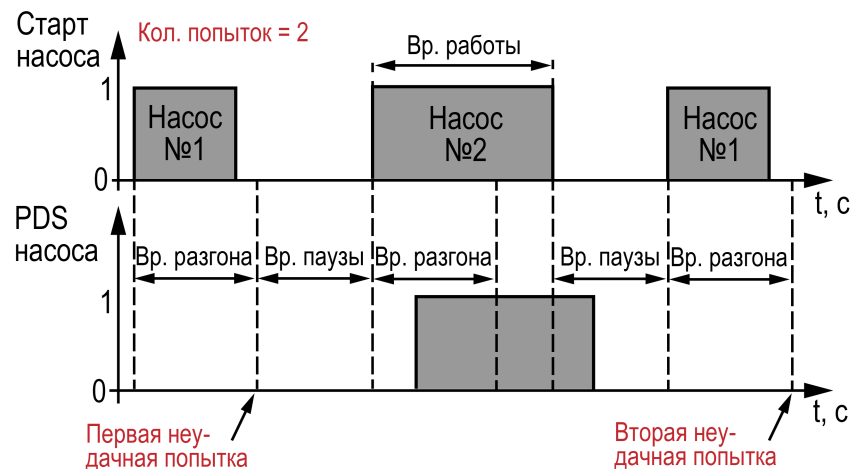 Старт
насоса
Кол. попыток = 2
Вр. работы
1
Насос
№1
Насос
№2
Насос
№1
0
t, с
PDS
насоса
Вр. разгона
Вр. паузы
Вр. разгона
Вр. паузы
Вр. разгона
1
0
t, с
Первая неу-
дачная попытка
Вторая неу-
дачная попытка